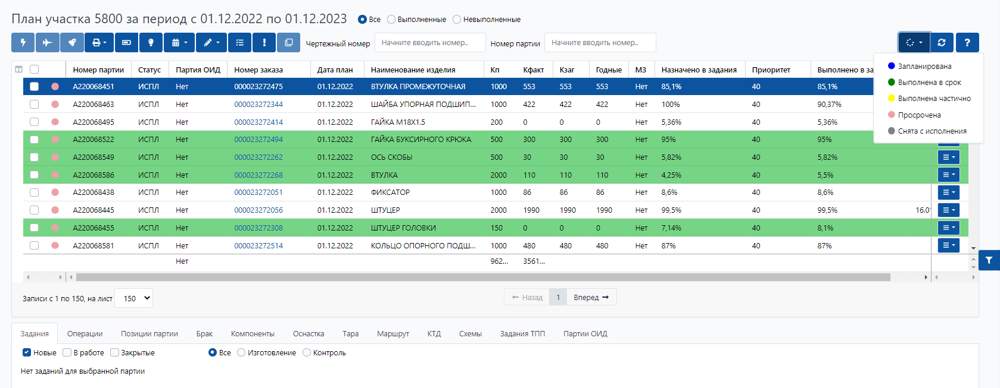 План участка 5800 за период с 01.12.2022 по 01.12.2023 Все Выполненные Невыполненные
Чертежный номер Начните вводить номер.. Номер партии Начните вводить номер.. ?
Номер партии Статус Партия ОИД Номер заказа Дата план Наименование изделия Кп Кфакт Кзаг Годные МЗ Назначено в задания Приоритет Выполнено в за
А220068451 ИСПЛ Нет 000023272475 01.12.2022 ВТУЛКА ПРОМЕЖУТОЧНАЯ 1000 553 553 553 Нет 85,1% 40 85,1%
А220068463 ИСПЛ Нет 000023272344 01.12.2022 ШАЙБА УПОРНАЯ ПОДШИП... 1000 422 422 422 Нет 100% 40 90,37%
А220068495 ИСПЛ Нет 000023272414 01.12.2022 ГАЙКА М18Х1.5 200 0 0 0 Нет 5,36% 40 5,36%
А220068522 ИСПЛ Нет 000023272494 01.12.2022 ГАЙКА БУКСИРНОГО КРЮКА 500 300 300 300 Нет 95% 40 95%
А220068549 ИСПЛ Нет 000023272262 01.12.2022 ОСЬ СКОБЫ 500 30 30 30 Нет 5,82% 40 5,82%
А220068586 ИСПЛ Нет 000023272268 01.12.2022 ВТУЛКА 2000 110 110 110 Нет 4,25% 40 5,5%
А220068438 ИСПЛ Нет 000023272051 01.12.2022 ФИКСАТОР 1000 86 86 86 Нет 8,6% 40 8,6%
А220068445 ИСПЛ Нет 000023272056 01.12.2022 ШТУЦЕР 2000 1990 1990 1990 Нет 99,5% 40 99,5% 16.01
А220068455 ИСПЛ Нет 000023272308 01.12.2022 ШТУЦЕР ГОЛОВКИ 150 0 0 0 Нет 7,14% 40 8,1%
А220068581 ИСПЛ Нет 000023272514 01.12.2022 КОЛЬЦО ОПОРНОГО ПОДШ... 1000 480 480 480 Нет 87% 40 87%
Нет 962... 3561...
Запланирована
Выполнена в срок
Выполнена частично
Просрочена
Снята с исполнения
Записи с 1 по 150, на лист 150 Назад 1 Вперед
Задания Операции Позиции партии Брак Компоненты Оснастка Тара Маршрут КТД Схемы Задания ТПП Партии ОИД
Новые В работе Закрытые Все Изготовление Контроль
Нет заданий для выбранной партии